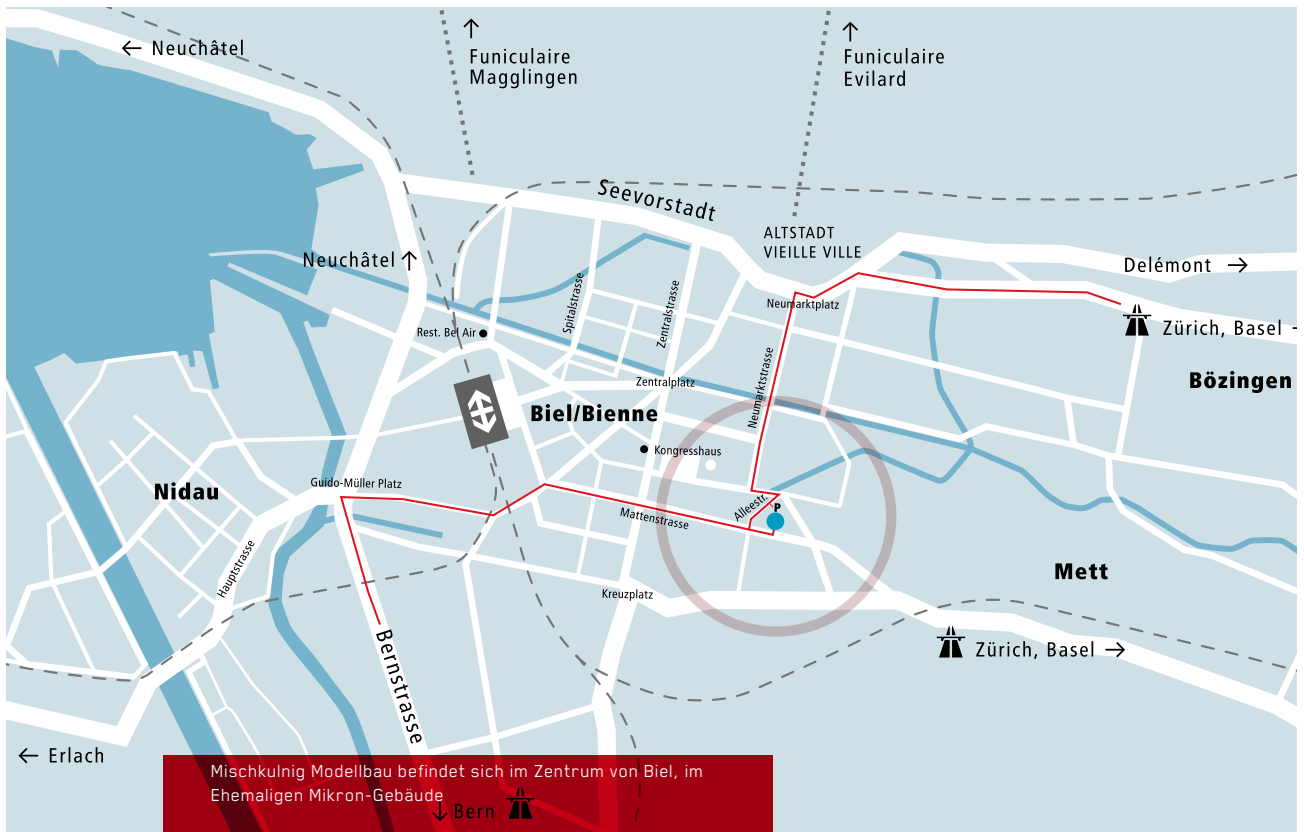 ← Neuchâtel
↑
Funiculaire
Magglingen
↑
Funiculaire
Evilard
Seevorstadt
ALTSTADT
VIEILLE VILLE
Neuchâtel ↑
Delémont →
Neumarktplatz
Spitalstrasse
Zentralstrasse
Rest. Bel Air
Zürich, Basel →
Neumarktstrasse
Zentralplatz
Bözingen
Biel/Bienne
Kongresshaus
Guido-Müller Platz
Nidau
Alleestr.
P
Mattenstrasse
Hauptstrasse
Mett
Kreuzplatz
Zürich, Basel →
Bernstrasse
← Erlach
Mischkulnig Modellbau befindet sich im Zentrum von Biel, im
Ehemaligen Mikron-Gebäude
↓ Bern